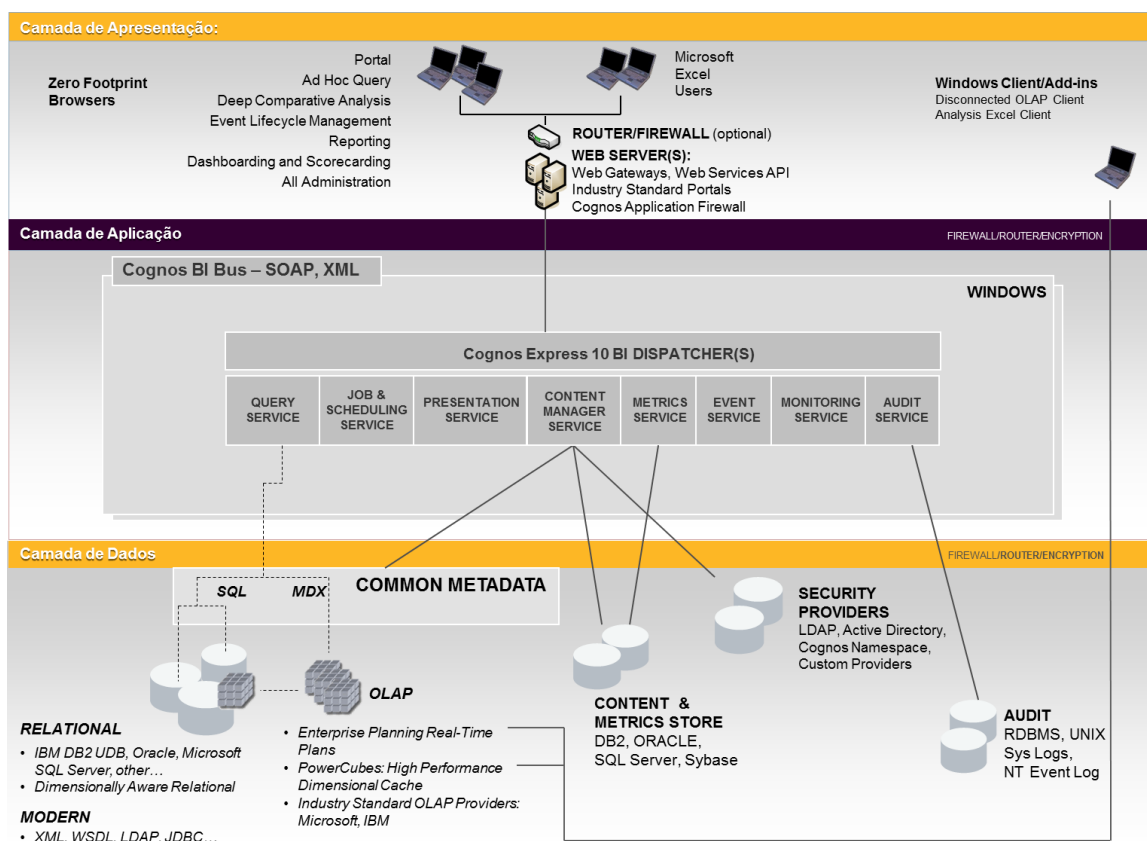 Camada de Apresentação:
Zero Footprint
Browsers
Portal
Ad Hoc Query
Deep Comparative Analysis
Event Lifecycle Management
Reporting
Dashboarding and Scorecarding
All Administration
Microsoft
Excel
Users
ROUTER/FIREWALL (optional)
WEB SERVER(S):
Web Gateways, Web Services API
Industry Standard Portals
Cognos Application Firewall
Windows Client/Add-ins
Disconnected OLAP Client
Analysis Excel Client
Camada de Aplicação
FIREWALL/ROUTER/ENCRYPTION
Cognos BI Bus – SOAP, XML
WINDOWS
Cognos Express 10 BI DISPATCHER(S)
QUERY
SERVICE
JOB &
SCHEDULING
SERVICE
PRESENTATION
SERVICE
CONTENT
MANAGER
SERVICE
METRICS
SERVICE
EVENT
SERVICE
MONITORING
SERVICE
AUDIT
SERVICE
Camada de Dados
FIREWALL/ROUTER/ENCRYPTION
SQL
MDX
COMMON METADATA
OLAP
RELATIONAL
• IBM DB2 UDB, Oracle, Microsoft
SQL Server, other…
• Dimensionally Aware Relational
MODERN
• XML, WSDL, LDAP, JDBC…
• Enterprise Planning Real-Time
Plans
• PowerCubes: High Performance
Dimensional Cache
• Industry Standard OLAP Providers:
Microsoft, IBM
CONTENT &
METRICS STORE
DB2, ORACLE,
SQL Server, Sybase
SECURITY
PROVIDERS
LDAP, Active Directory,
Cognos Namespace,
Custom Providers
AUDIT
RDBMS, UNIX
Sys Logs,
NT Event Log